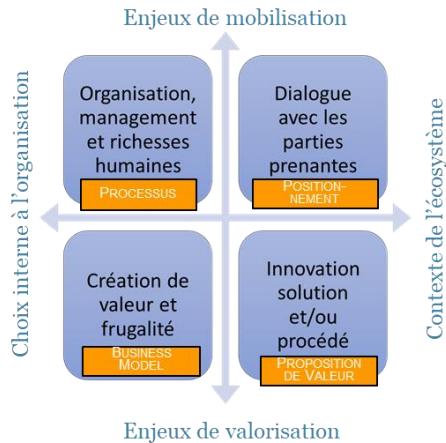 Enjeux de mobilisation
Choix interne à l'organisation
Organisation,
management
et richesses
humaines
PROCESSUS
Dialogue
avec les
parties
prenantes
POSITION-
NEMENT
Contexte de l'écosystème
Création de
valeur et
frugalité
BUSINESS
MODEL
Innovation
solution
et/ou
procédé
PROPOSITION
DE VALEUR
Enjeux de valorisation